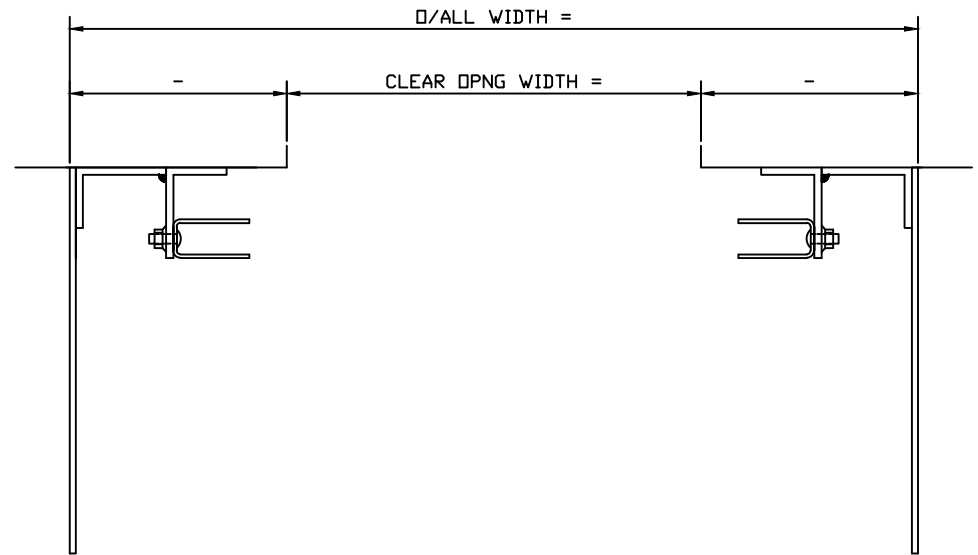 O/ALL WIDTH =
-
CLEAR OPNG WIDTH =
-